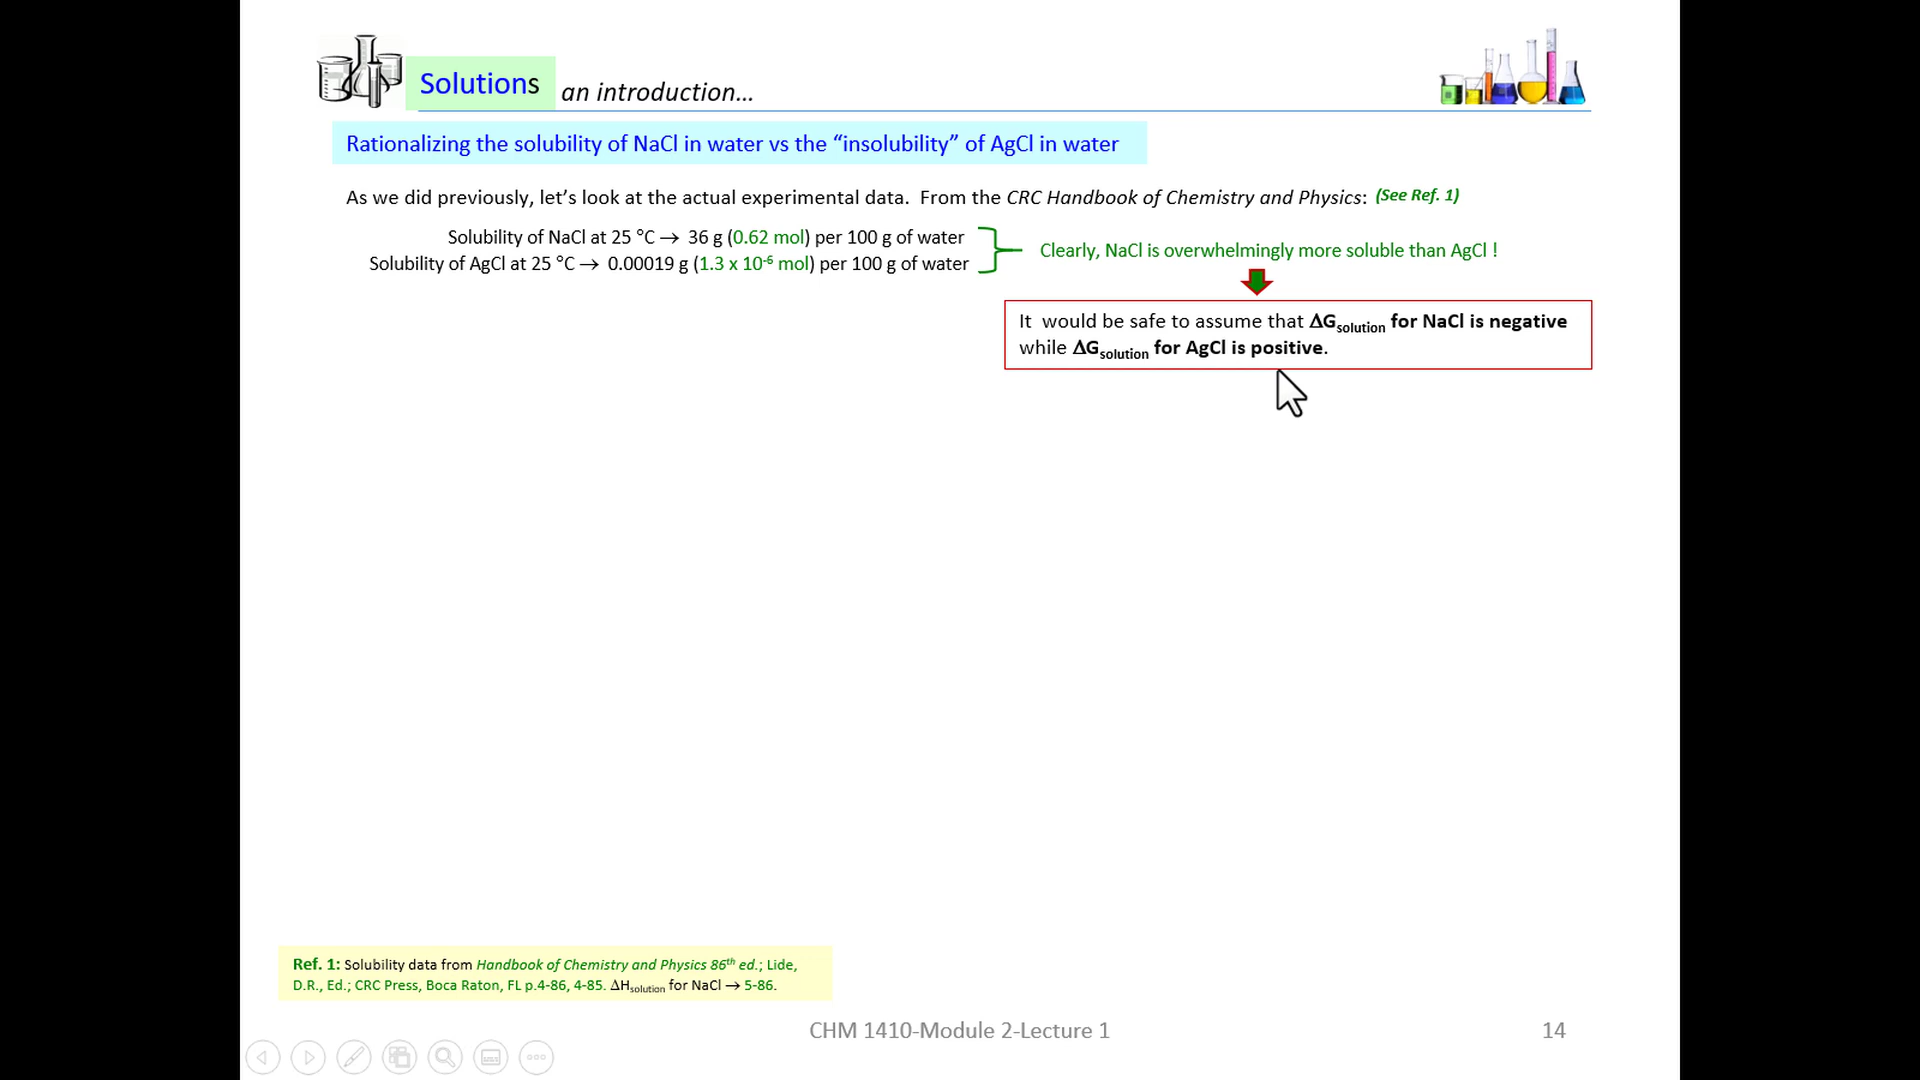 Solutions an introduction...
Rationalizing the solubility of NaCl in water vs the “insolubility” of AgCl in water
As we did previously, let’s look at the actual experimental data. From the CRC Handbook of Chemistry and Physics: (See Ref. 1)
Solubility of NaCl at 25 °C → 36 g (0.62 mol) per 100 g of water
Solubility of AgCl at 25 °C → 0.00019 g (1.3 x 10⁻⁶ mol) per 100 g of water
Clearly, NaCl is overwhelmingly more soluble than AgCl !
It would be safe to assume that ΔGsolution for NaCl is negative
while ΔGsolution for AgCl is positive.
Ref. 1: Solubility data from Handbook of Chemistry and Physics 86th ed.; Lide,
D.R., Ed.; CRC Press, Boca Raton, FL p.4-86, 4-85. ΔHsolution for NaCl → 5-86.
CHM 1410-Module 2-Lecture 1
14